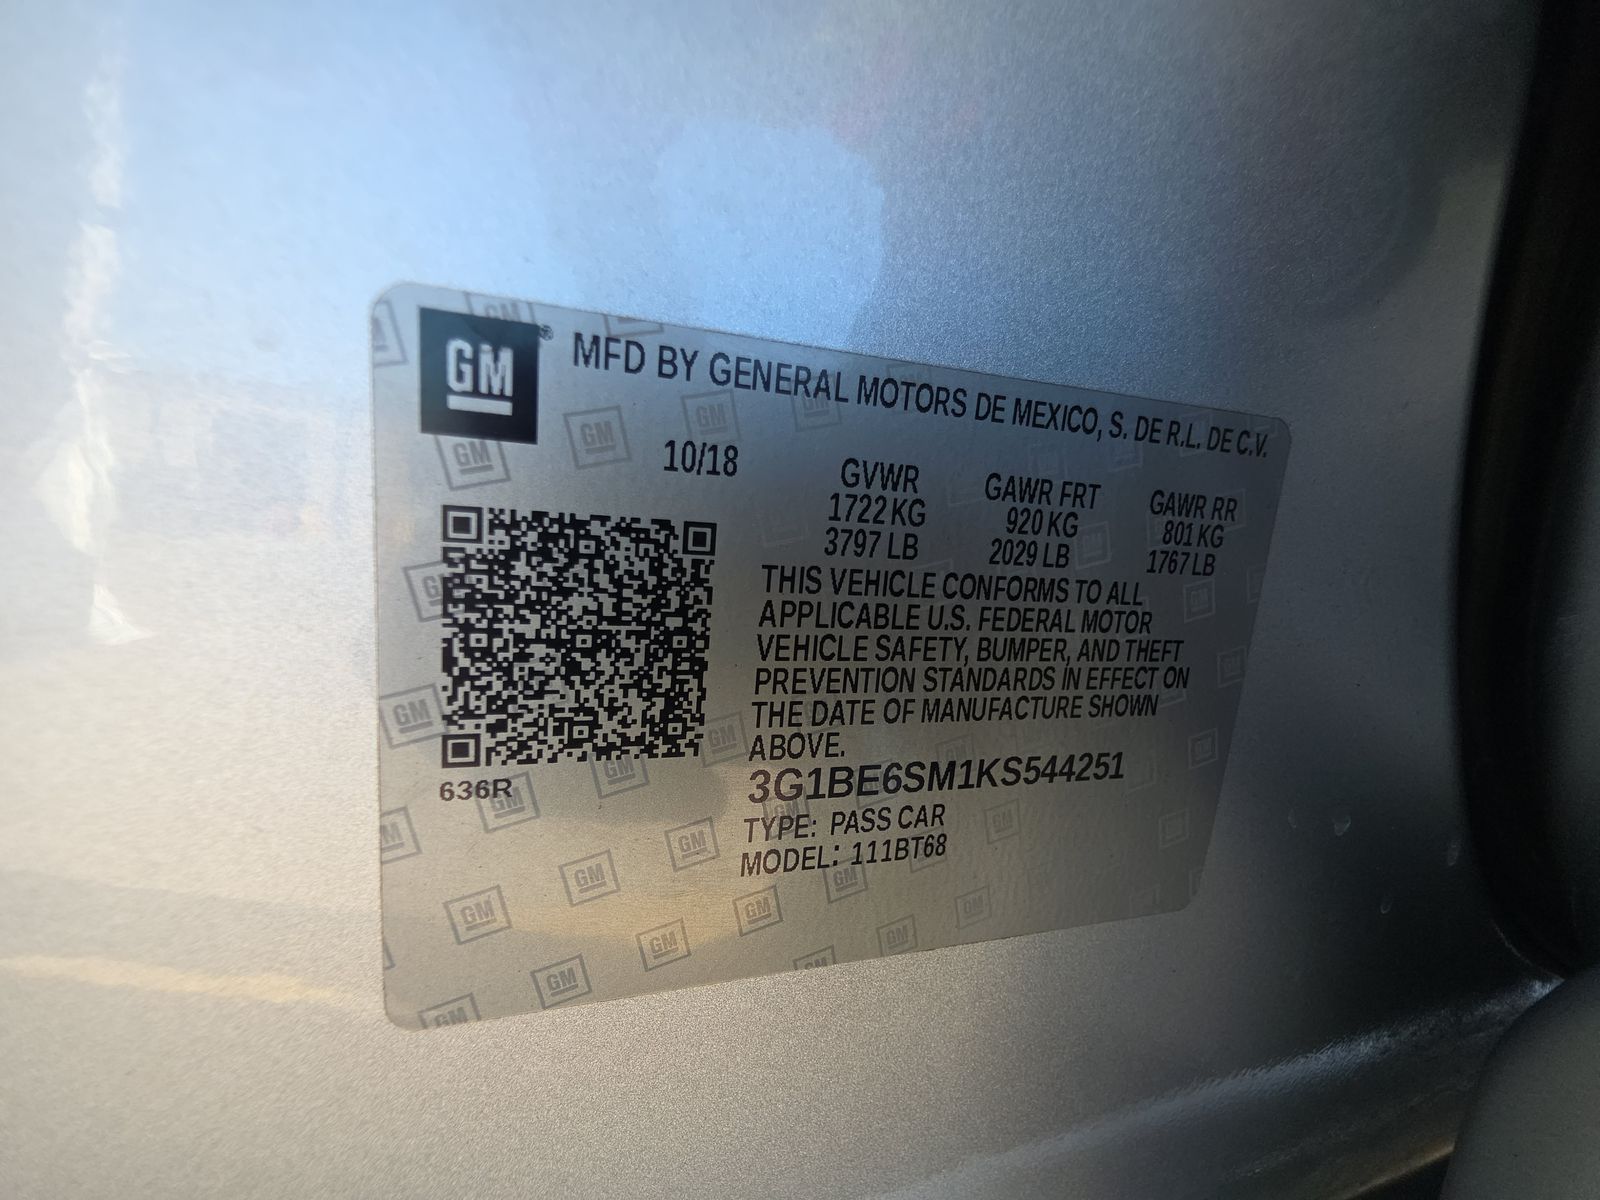 GM® MFD BY GENERAL MOTORS DE MEXICO, S. DE R.L. DE C.V.
10/18
GVWR GAWR FRT GAWR RR
1722 KG 920 KG 801 KG
3797 LB 2029 LB 1767 LB
THIS VEHICLE CONFORMS TO ALL
APPLICABLE U.S. FEDERAL MOTOR
VEHICLE SAFETY, BUMPER, AND THEFT
PREVENTION STANDARDS IN EFFECT ON
THE DATE OF MANUFACTURE SHOWN
ABOVE.
636R
3G1BE6SM1KS544251
TYPE: PASS CAR
MODEL: 111BT68